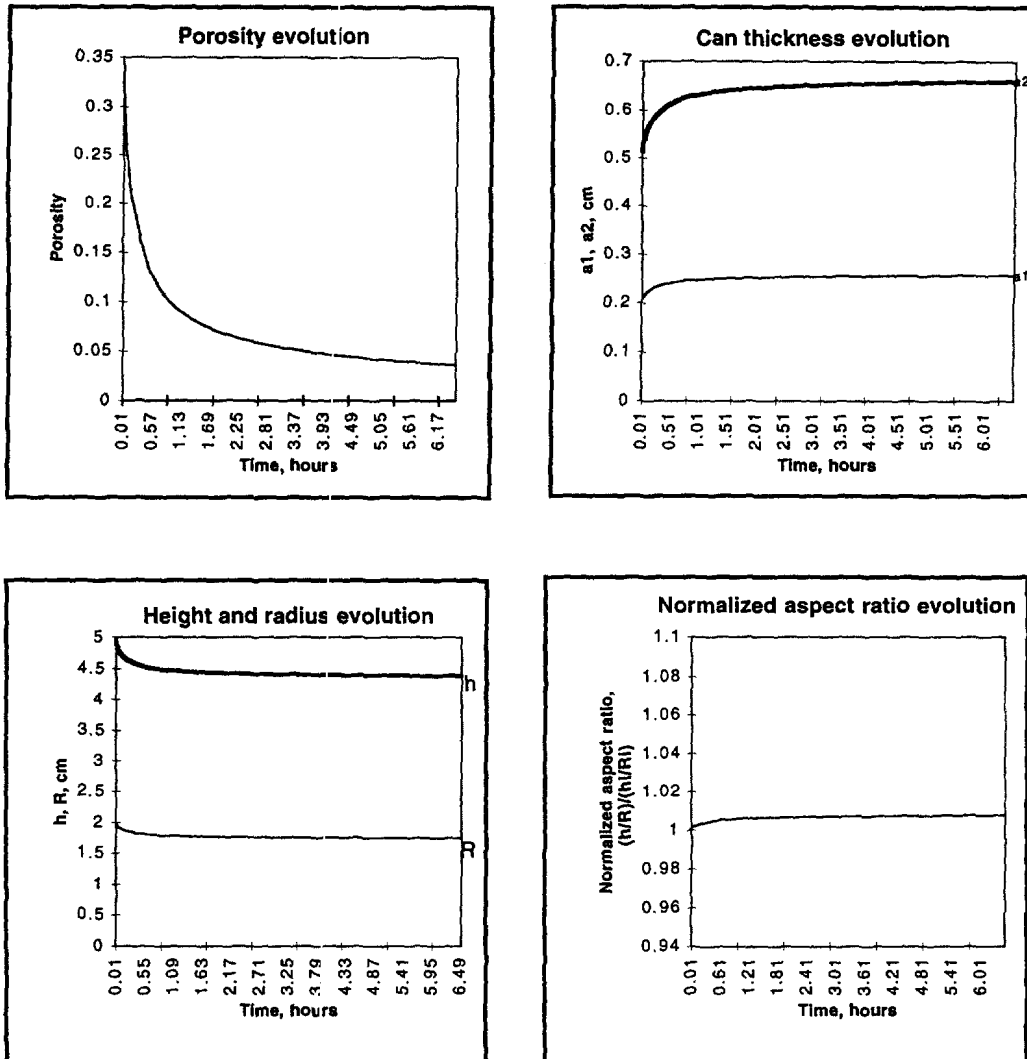 Porosity evolution
0.35
0.3
0.25
0.2
0.15
0.1
0.05
0
Porosity
0.01 0.57 1.13 1.69 2.25 2.81 3.37 3.93 4.49 5.05 5.61 6.17
Time, hours
Can thickness evolution
0.7
0.6
0.5
0.4
0.3
0.2
0.1
0
a1, a2, cm
a2
a1
0.01 0.51 1.01 1.51 2.01 2.51 3.01 3.51 4.01 4.51 5.01 5.51 6.01
Time, hours
Height and radius evolution
5
4.5
4
3.5
3
2.5
2
1.5
1
0.5
0
h, R, cm
h
R
0.01 0.55 1.09 1.63 2.17 2.71 3.25 3.79 4.33 4.87 5.41 5.95 6.49
Time, hours
Normalized aspect ratio evolution
1.1
1.08
1.06
1.04
1.02
1
0.98
0.96
0.94
Normalized aspect ratio,
(h/R)/(hi/Ri)
0.01 0.61 1.21 1.81 2.41 3.01 3.61 4.21 4.81 5.41 6.01
Time, hours